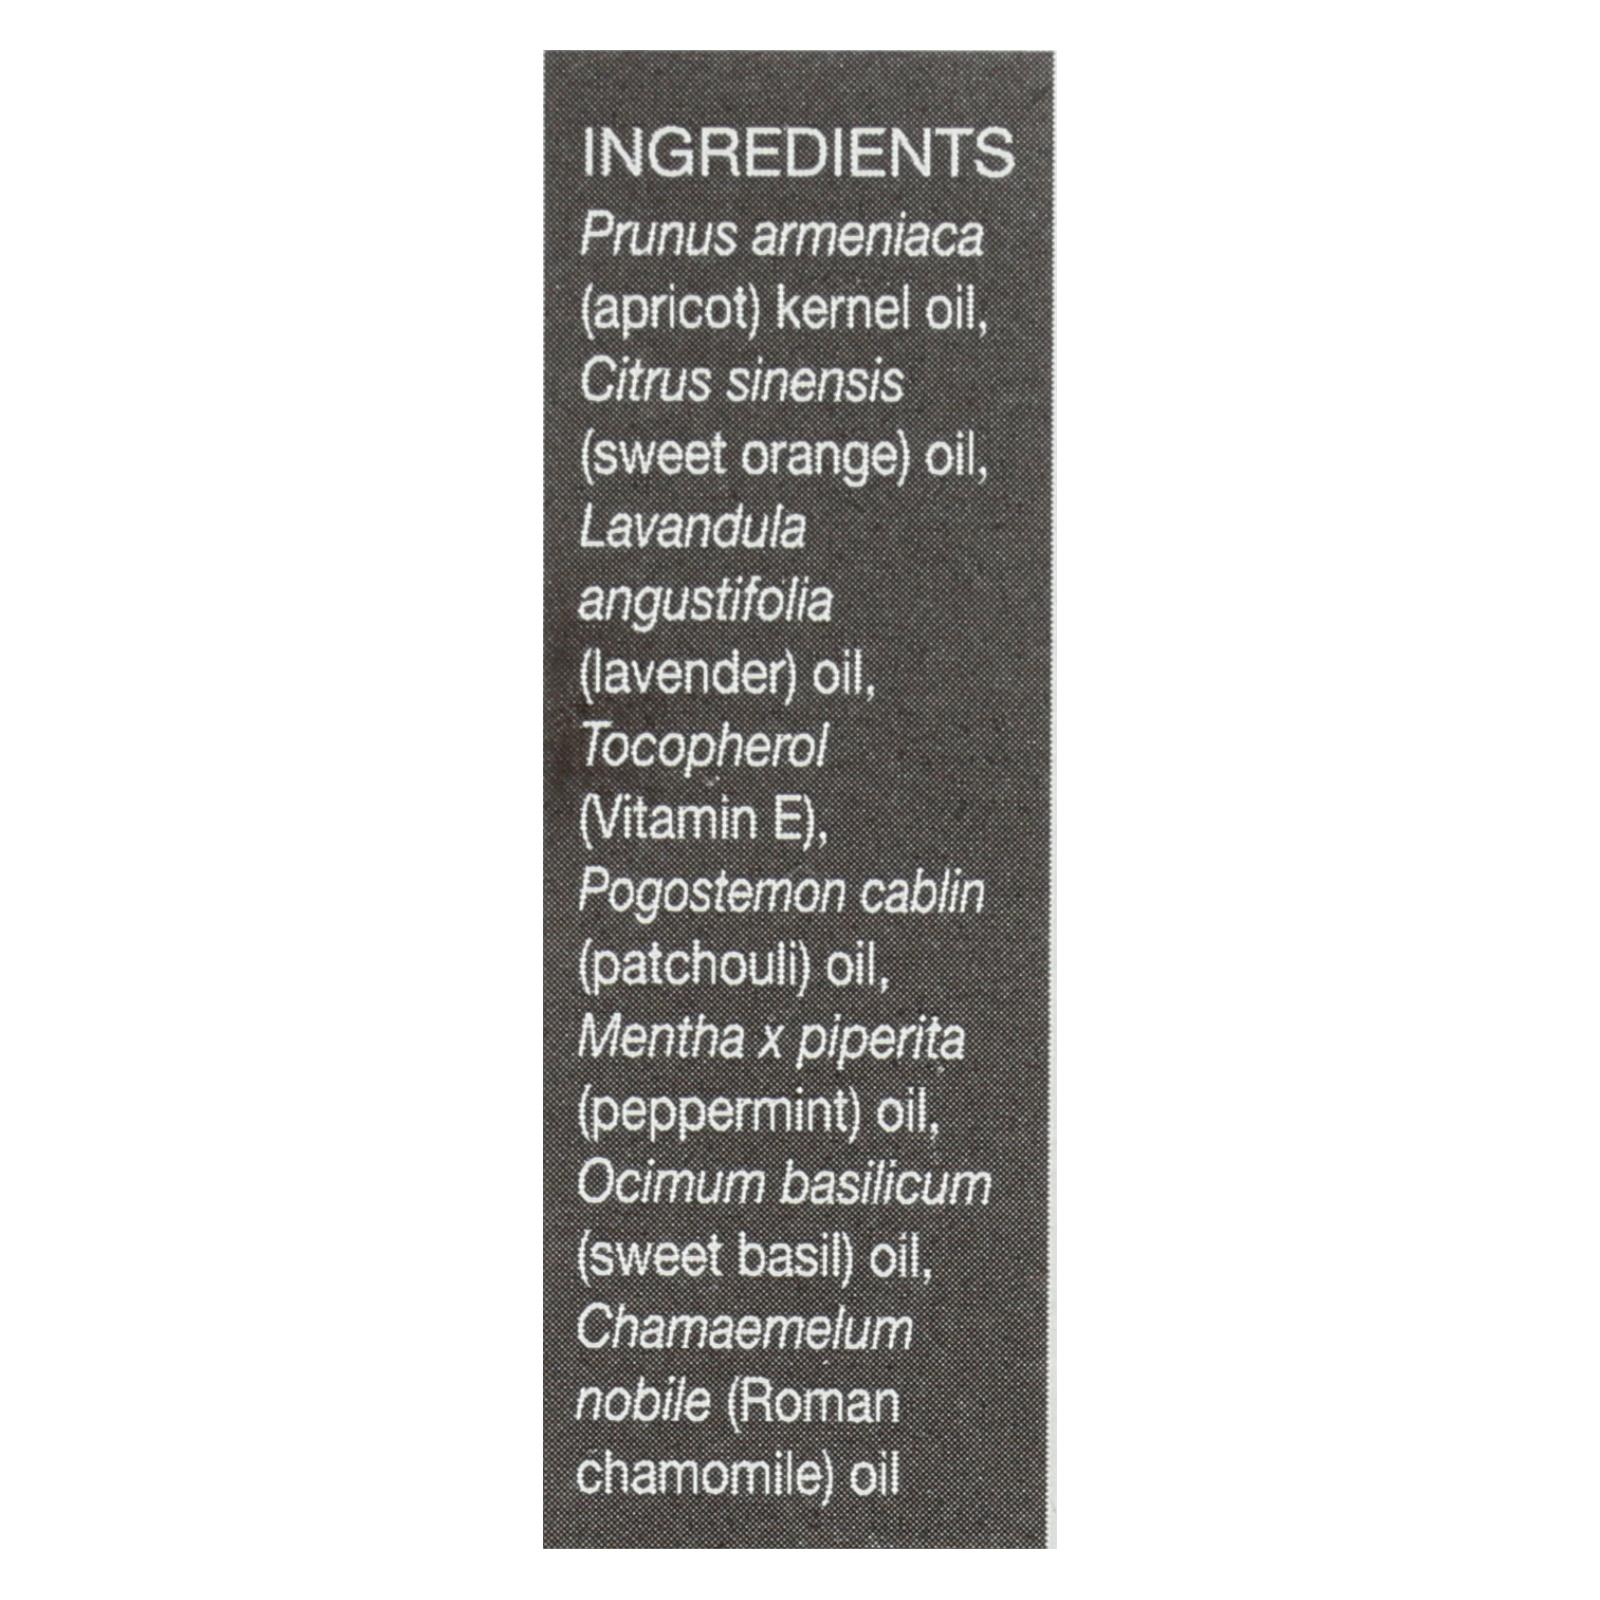 INGREDIENTS
Prunus armeniaca
(apricot) kernel oil,
Citrus sinensis
(sweet orange) oil,
Lavandula
angustifolia
(lavender) oil,
Tocopherol
(Vitamin E),
Pogostemon cablin
(patchouli) oil,
Mentha x piperita
(peppermint) oil,
Ocimum basilicum
(sweet basil) oil,
Chamaemelum
nobile (Roman
chamomile) oil